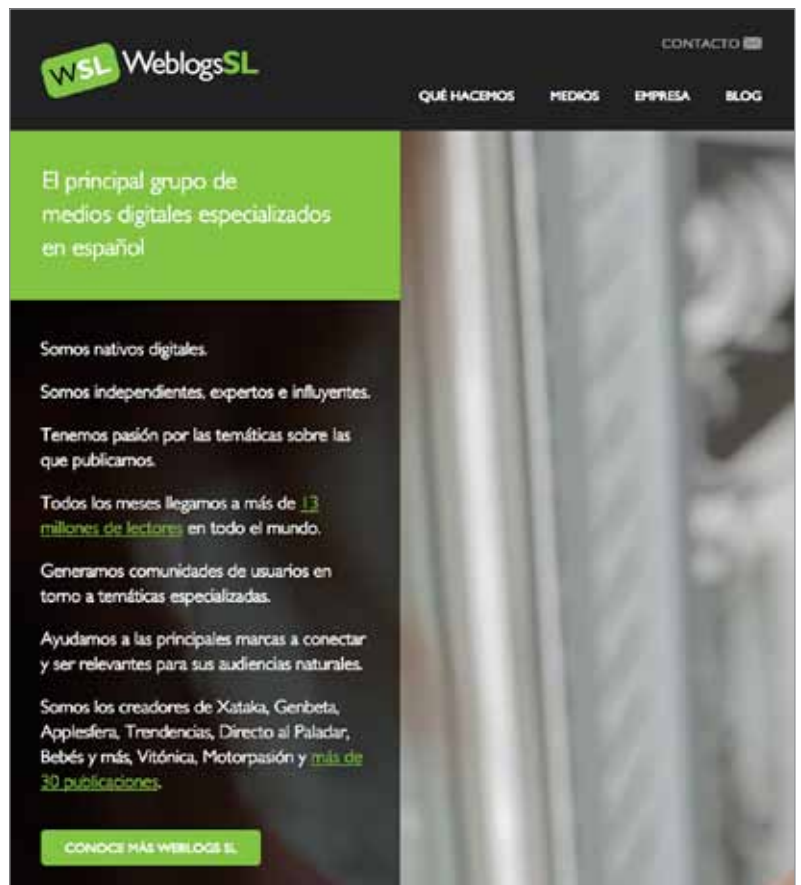 WSL WeblogsSL
CONTACTO
QUÉ HACEMOS MEDIOS EMPRESA BLOG
El principal grupo de
medios digitales especializados
en español
Somos nativos digitales.
Somos independientes, expertos e influyentes.
Tenemos pasión por las temáticas sobre las
que publicamos.
Todos los meses llegamos a más de 13
millones de lectores en todo el mundo.
Generamos comunidades de usuarios en
torno a temáticas especializadas.
Ayudamos a las principales marcas a conectar
y ser relevantes para sus audiencias naturales.
Somos los creadores de Xataka, Genbeta,
Applesfera, Trendencias, Directo al Paladar,
Bebés y más, Vitónica, Motorpasión y más de
30 publicaciones.
CONOCE MÁS WEBLOGS SL